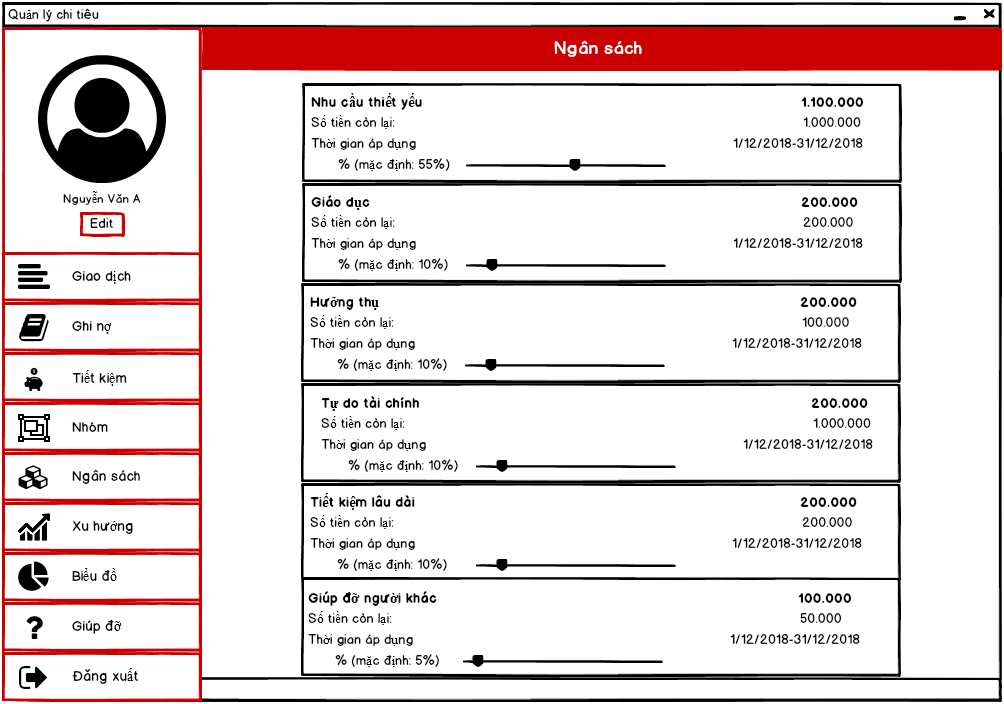 Quản lý chi tiêu
Ngân sách
Nguyễn Văn A
Edit
Giao dịch
Ghi nợ
Tiết kiệm
Nhóm
Ngân sách
Xu hướng
Biểu đồ
Giúp đỡ
Đăng xuất
Nhu cầu thiết yếu 1.100.000
Số tiền còn lại: 1.000.000
Thời gian áp dụng 1/12/2018-31/12/2018
% (mặc định: 55%)
Giáo dục 200.000
Số tiền còn lại: 200.000
Thời gian áp dụng 1/12/2018-31/12/2018
% (mặc định: 10%)
Hưởng thụ 200.000
Số tiền còn lại: 100.000
Thời gian áp dụng 1/12/2018-31/12/2018
% (mặc định: 10%)
Tự do tài chính 200.000
Số tiền còn lại: 1.000.000
Thời gian áp dụng 1/12/2018-31/12/2018
% (mặc định: 10%)
Tiết kiệm lâu dài 200.000
Số tiền còn lại: 200.000
Thời gian áp dụng 1/12/2018-31/12/2018
% (mặc định: 10%)
Giúp đỡ người khác 100.000
Số tiền còn lại: 50.000
Thời gian áp dụng 1/12/2018-31/12/2018
% (mặc định: 5%)